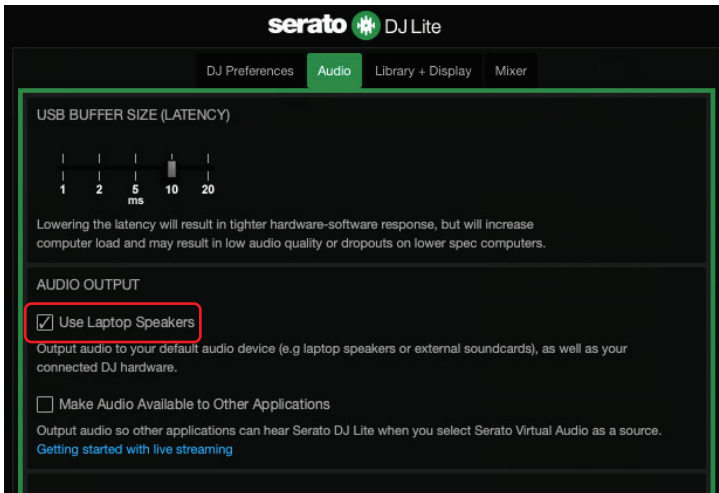 serato DJ Lite
DJ Preferences Audio Library + Display Mixer
USB BUFFER SIZE (LATENCY)
1 2 5 10 20
ms
Lowering the latency will result in tighter hardware-software response, but will increase
computer load and may result in low audio quality or dropouts on lower spec computers.
AUDIO OUTPUT
Use Laptop Speakers
Output audio to your default audio device (e.g laptop speakers or external soundcards), as well as your
connected DJ hardware.
Make Audio Available to Other Applications
Output audio so other applications can hear Serato DJ Lite when you select Serato Virtual Audio as a source.
Getting started with live streaming